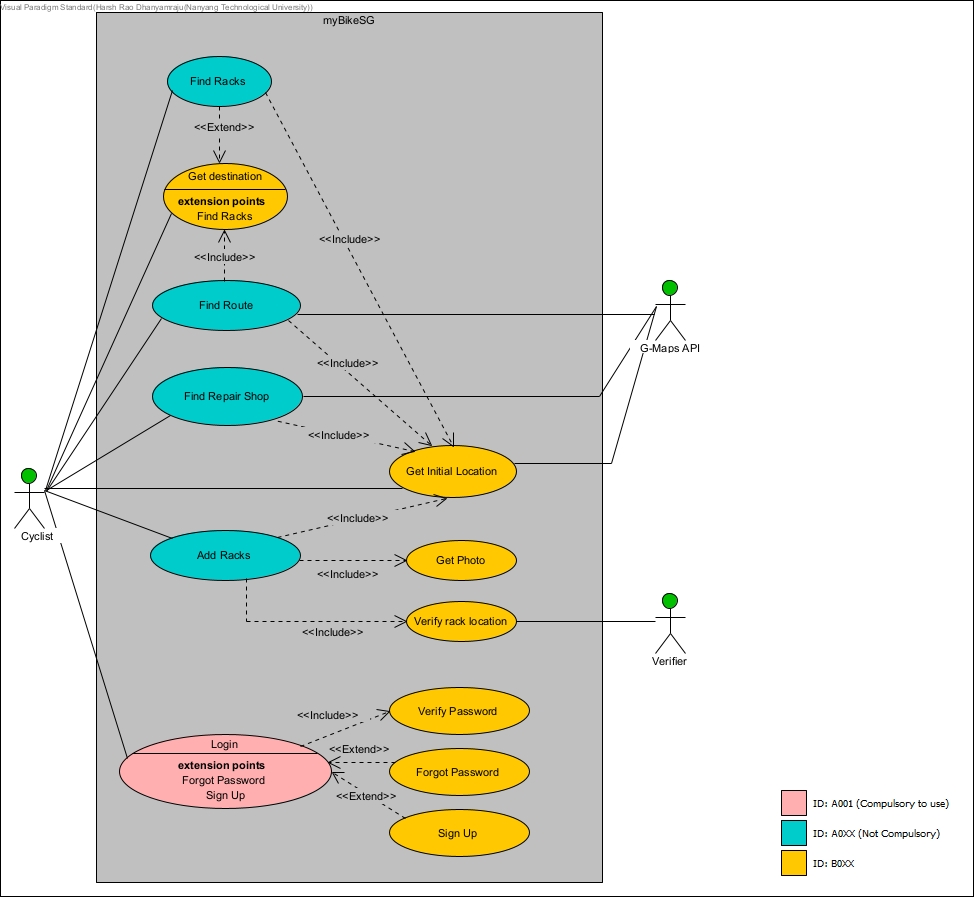 Visual Paradigm Standard(Harsh Rao Dhanyamraju(Nanyang Technological University))
myBikeSG
Find Racks
<<Extend>>
Get destination
extension points
Find Racks
<<Include>>
<<Include>>
Find Route
G-Maps API
<<Include>>
Find Repair Shop
<<Include>>
Get Initial Location
Cyclist
<<Include>>
Add Racks
Get Photo
<<Include>>
Verify rack location
<<Include>>
Verifier
Verify Password
<<Include>>
Login
extension points
Forgot Password
Sign Up
<<Extend>>
Forgot Password
<<Extend>>
Sign Up
ID: A001 (Compulsory to use)
ID: A0XX (Not Compulsory)
ID: B0XX